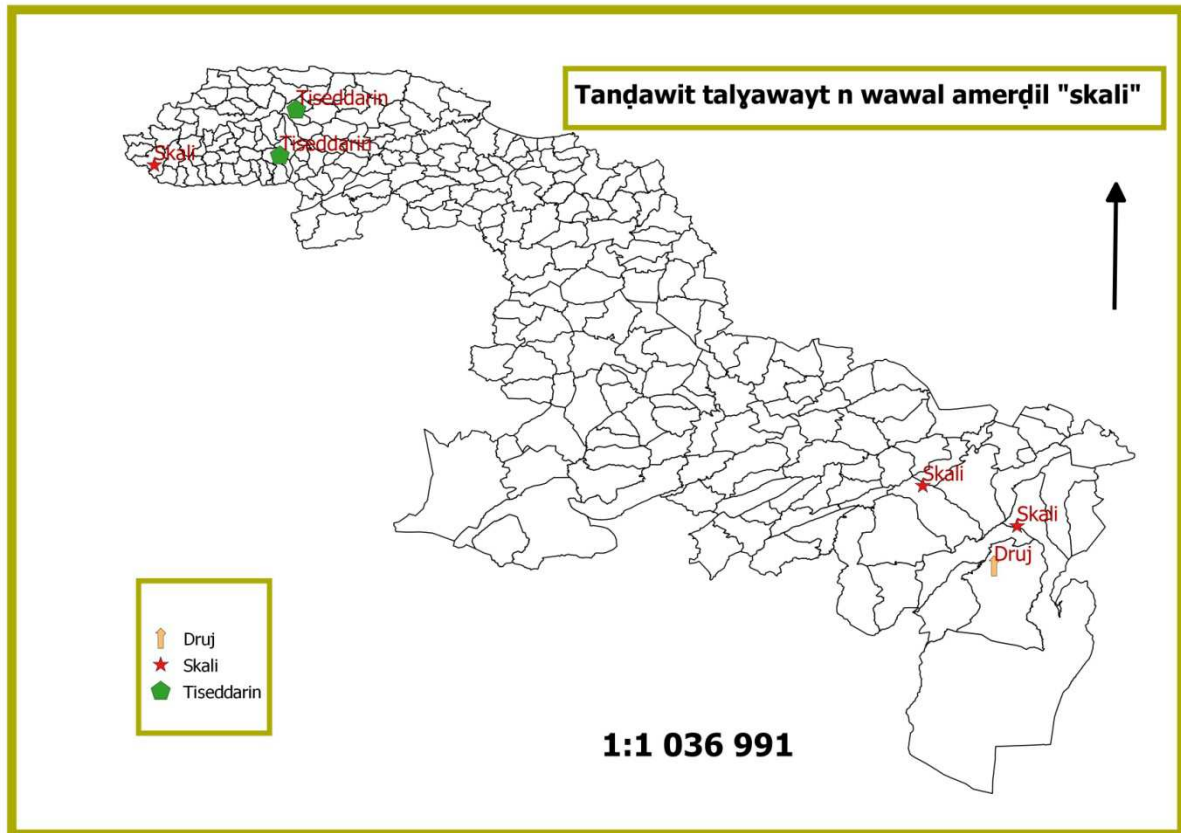 Tanḍawit talɣawayt n wawal amerḍil "skali"
Tiseddarin
Tiseddarin
Skali
Skali
Skali
Druj
Druj
Skali
Tiseddarin
1:1 036 991